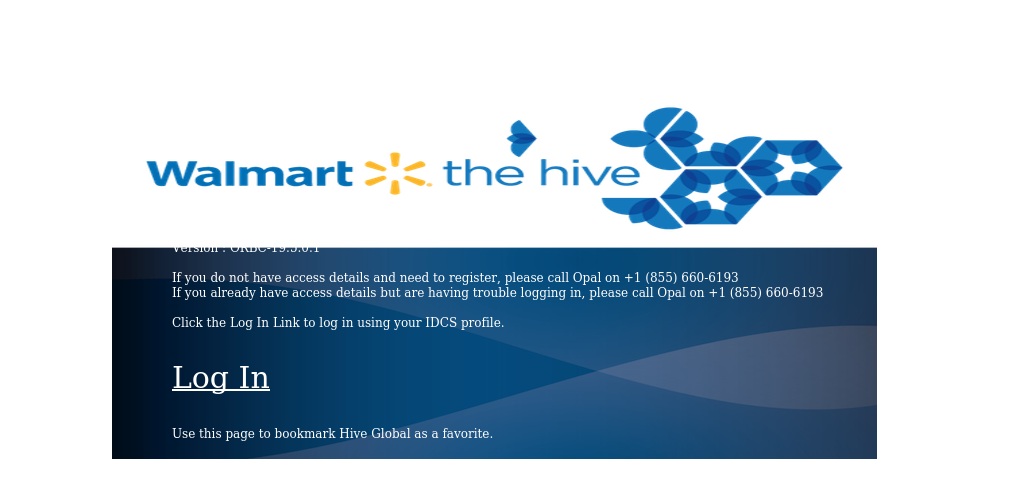 Walmart the hive
Version : ORBC-19.5.0.1
If you do not have access details and need to register, please call Opal on +1 (855) 660-6193
If you already have access details but are having trouble logging in, please call Opal on +1 (855) 660-6193
Click the Log In Link to log in using your IDCS profile.
Log In
Use this page to bookmark Hive Global as a favorite.